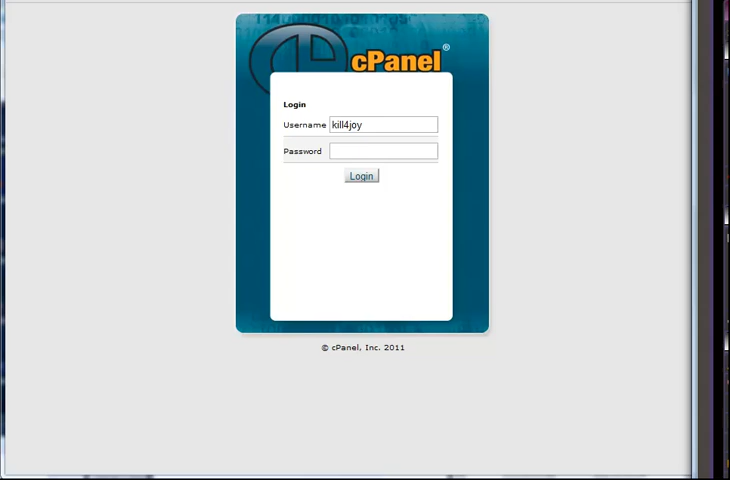 cPanel®
Login
Username kill4joy
Password
Login
© cPanel, Inc. 2011